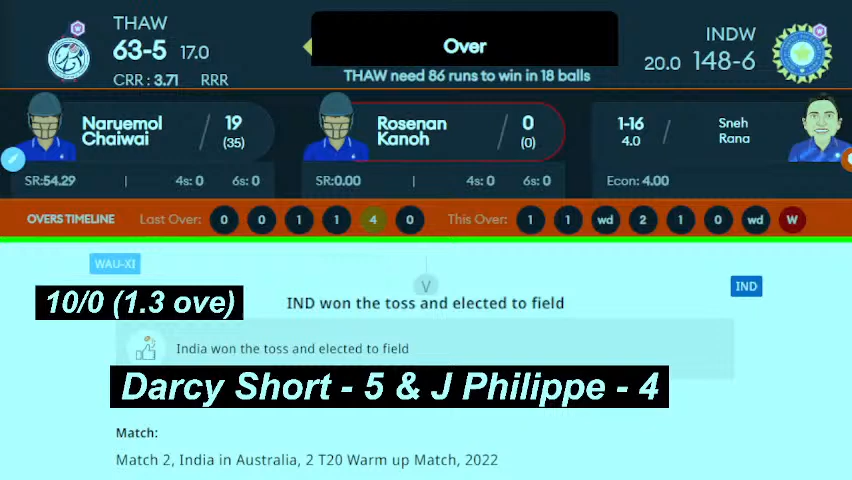 THAW
63-5 17.0
CRR : 3.71 RRR
Over
THAW need 86 runs to win in 18 balls
INDW
20.0 148-6
W
W
Naruemol
Chaiwai
19
(35)
SR:54.29 | 4s: 0 6s: 0
Rosenan
Kanoh
0
(0)
SR:0.00 | 4s: 0 6s: 0
1-16
4.0
Sneh
Rana
Econ: 4.00
OVERS TIMELINE Last Over: 0 0 1 1 4 0 This Over: 1 1 wd 2 1 0 wd W
WAU-XI
V
IND
10/0 (1.3 ove)
IND won the toss and elected to field
India won the toss and elected to field
Darcy Short - 5 & J Philippe - 4
Match:
Match 2, India in Australia, 2 T20 Warm up Match, 2022